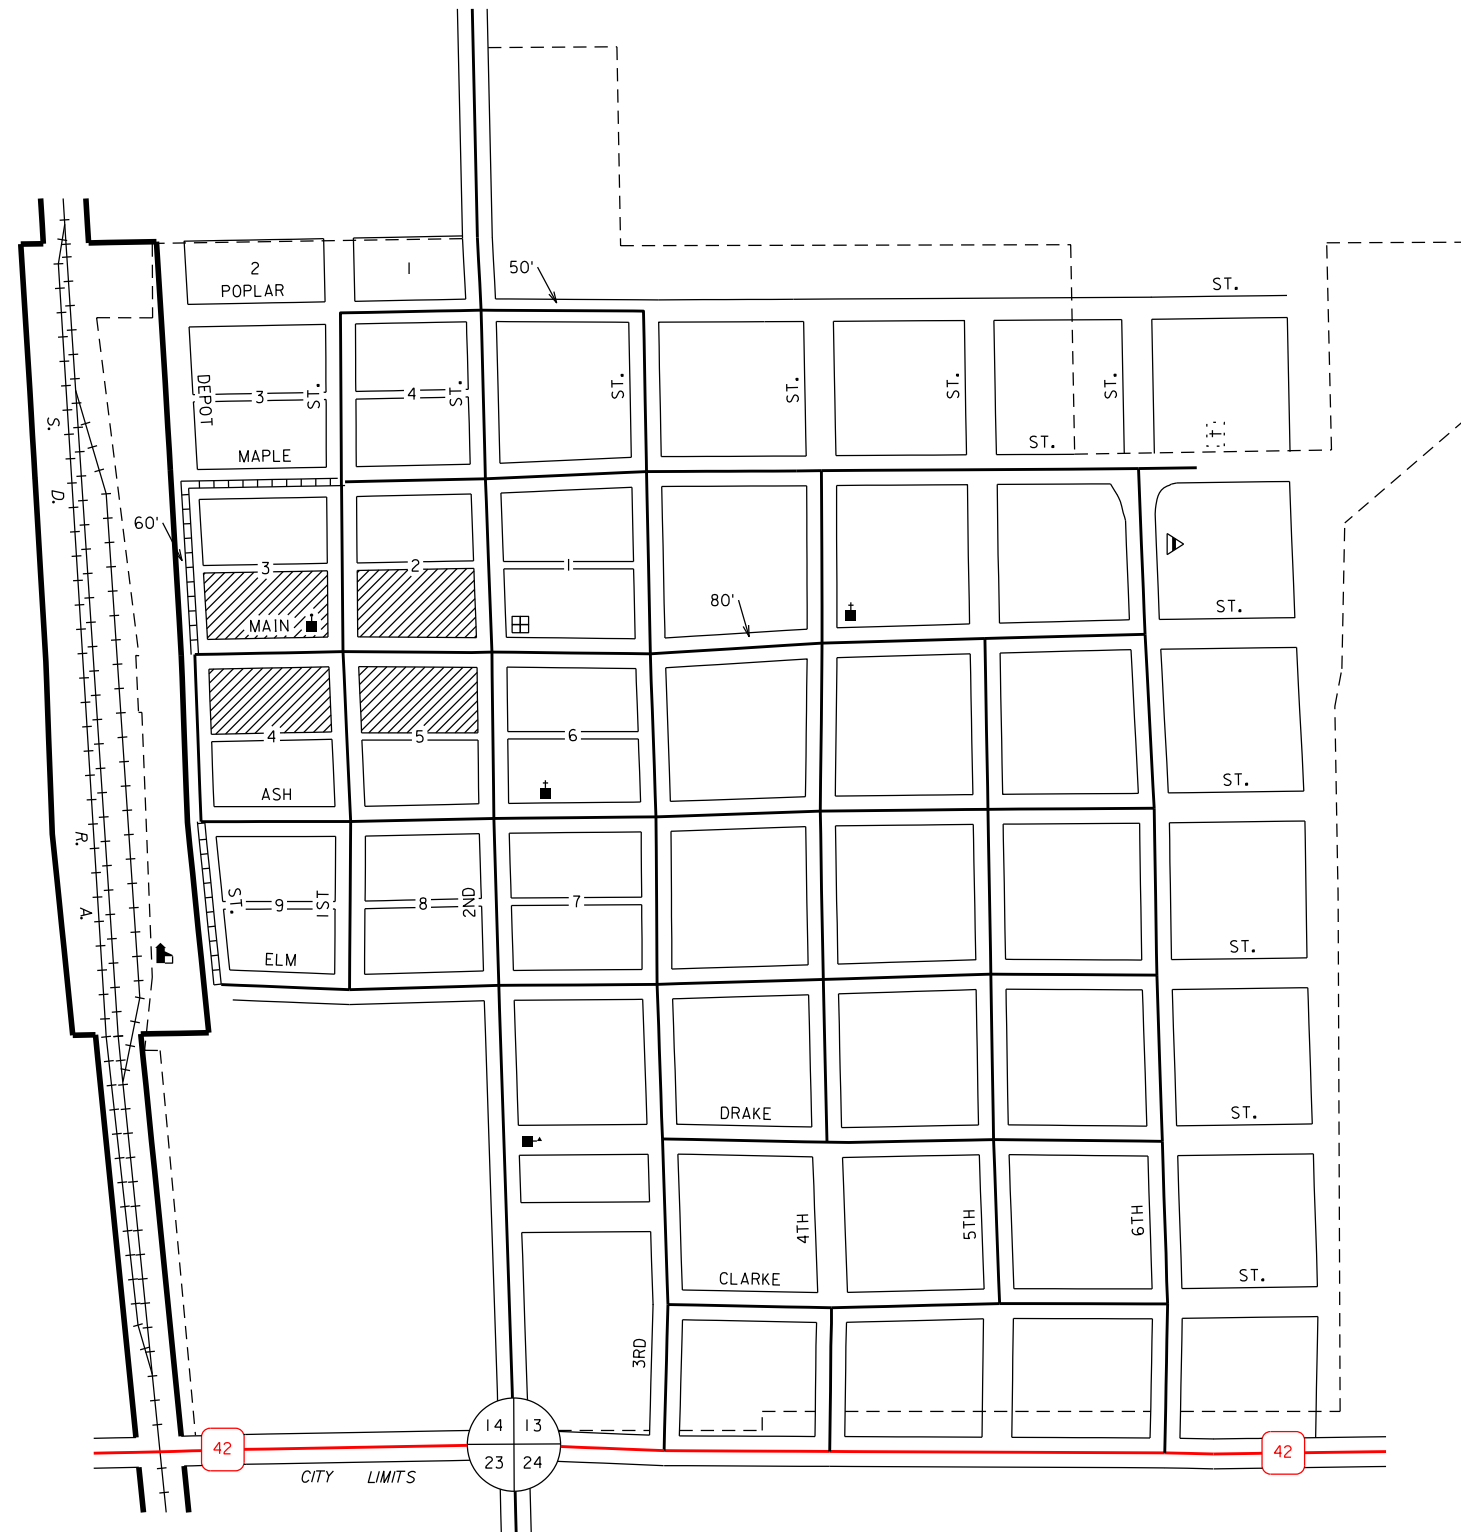 2
1
POPLAR
50'
ST.
DEPOT
3
ST.
4
ST.
ST.
ST.
ST.
ST.
S.
MAPLE
ST.
D.
60'
3
2
1
MAIN
80'
ST.
4
5
6
ASH
ST.
R.
ST.
9
1ST
8
2ND
7
A.
ELM
ST.
DRAKE
ST.
4TH
5TH
6TH
CLARKE
ST.
3RD
14
13
42
23
24
42
CITY LIMITS